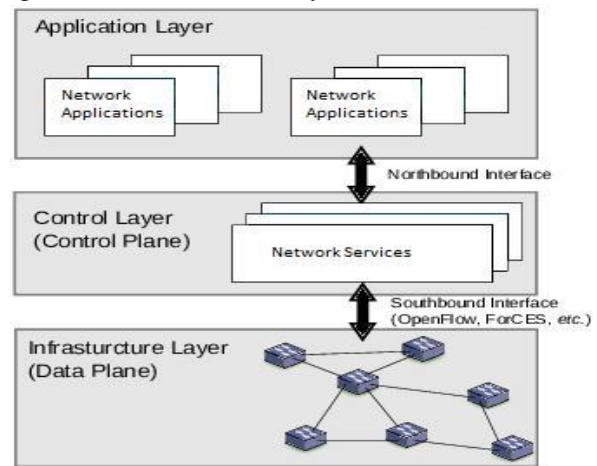 Application Layer
Network
Applications
Network
Applications
Northbound Interface
Control Layer
(Control Plane)
Network Services
Southbound Interface
(OpenFlow, ForCES, etc.)
Infrasturcture Layer
(Data Plane)